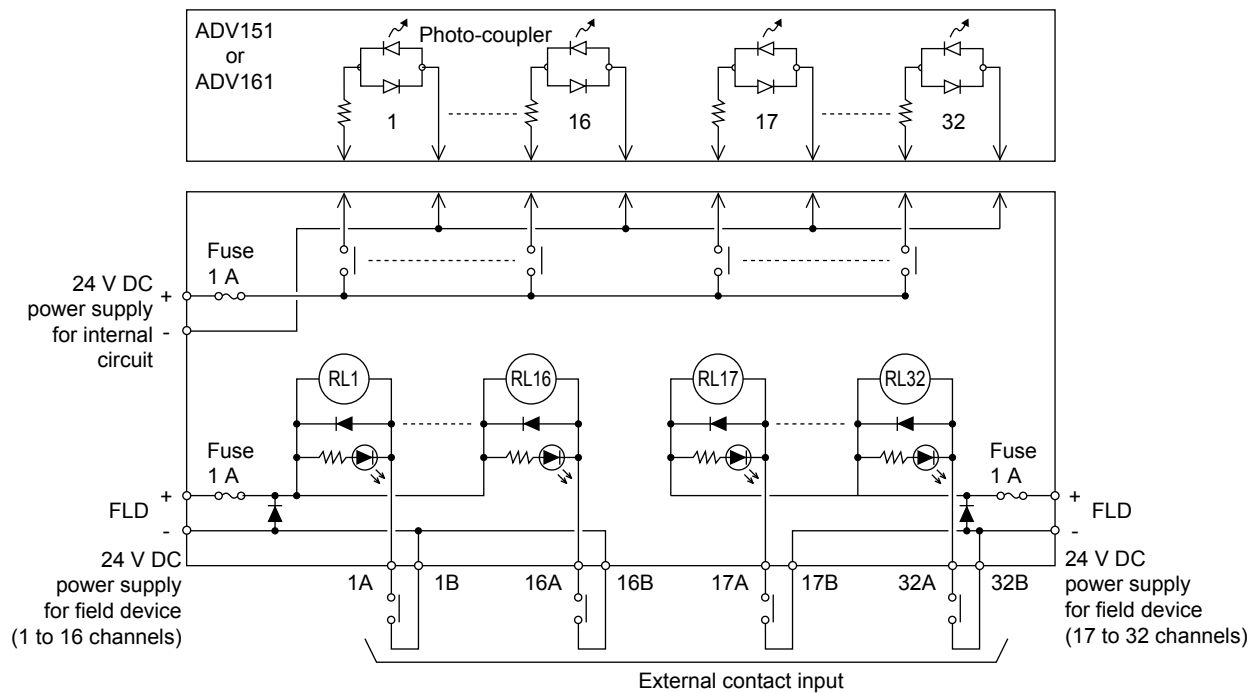 ADV151
or
ADV161
Photo-coupler
1
16
17
32
Fuse
1 A
24 V DC
power supply
for internal
circuit
+
-
RL1
RL16
RL17
RL32
Fuse
1 A
Fuse
1 A
+
FLD
-
+
FLD
-
24 V DC
power supply
for field device
(1 to 16 channels)
1A
1B
16A
16B
17A
17B
32A
32B
24 V DC
power supply
for field device
(17 to 32 channels)
External contact input